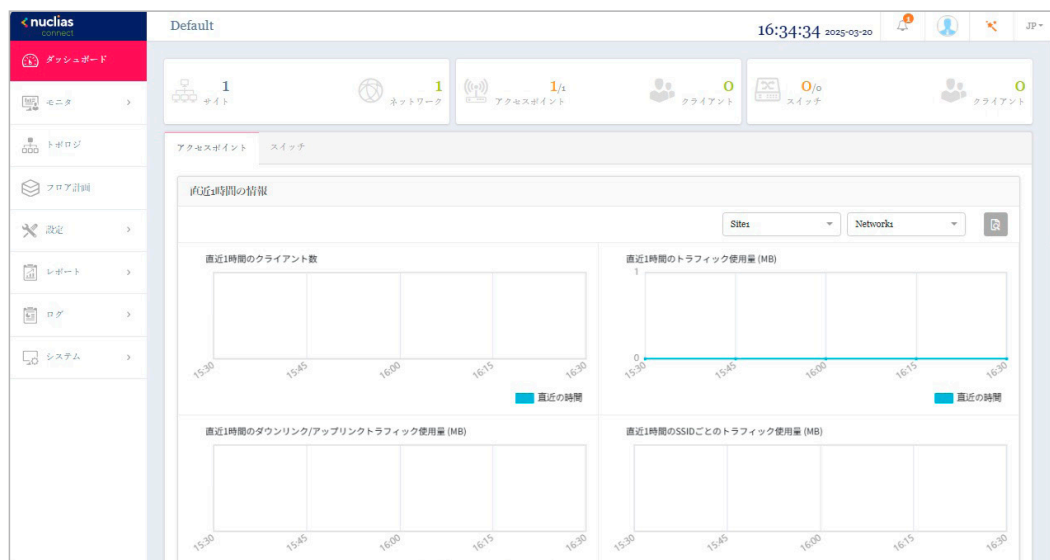 nuclias
connect
Default
16:34:34 2025-03-20
1
JP
ダッシュボード
モニタ
トポロジ
フロア計画
設定
レポート
ログ
システム
1
サイト
1
ネットワーク
1/1
アクセスポイント
0
クライアント
0/0
スイッチ
0
クライアント
アクセスポイント スイッチ
直近1時間の情報
Site1 Network1
直近1時間のクライアント数
15:30 15:45 16:00 16:15 16:30
直近の時間
直近1時間のトラフィック使用量 (MB)
1
0
15:30 15:45 16:00 16:15 16:30
直近の時間
直近1時間のダウンリンク/アップリンクトラフィック使用量 (MB)
15:30 15:45 16:00 16:15 16:30
直近1時間のSSIDごとのトラフィック使用量 (MB)
15:30 15:45 16:00 16:15 16:30